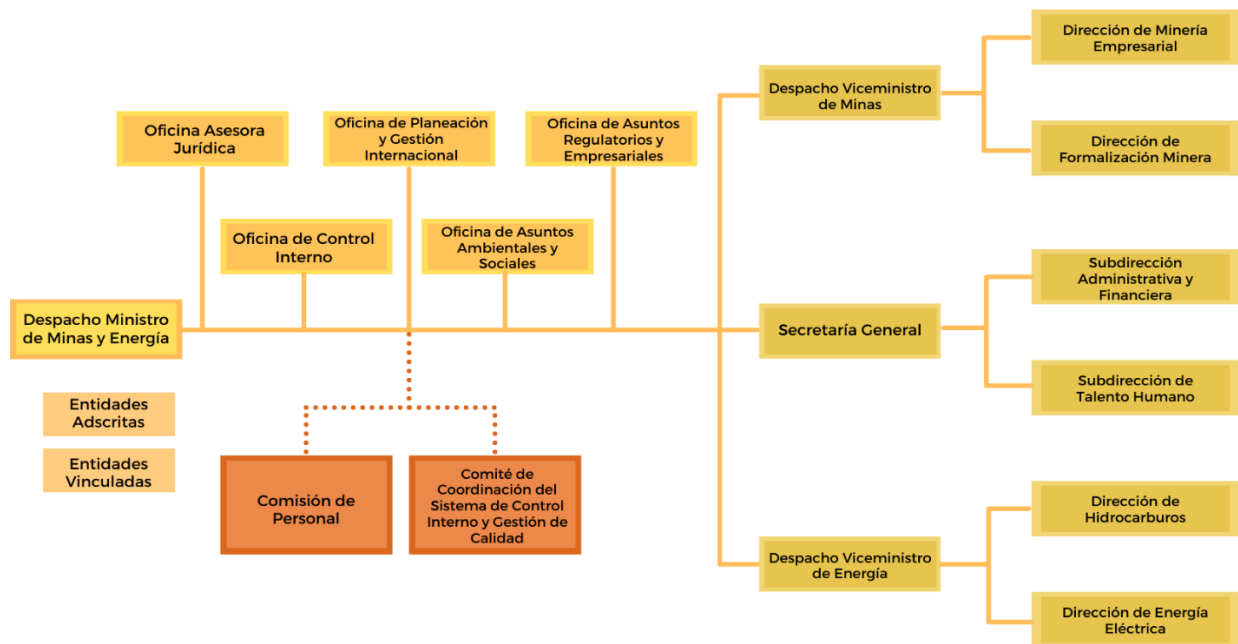 Oficina Asesora
Jurídica
Oficina de Planeación
y Gestión
Internacional
Oficina de Asuntos
Regulatorios y
Empresariales
Oficina de Control
Interno
Oficina de Asuntos
Ambientales y
Sociales
Despacho Ministro
de Minas y Energía
Entidades
Adscritas
Entidades
Vinculadas
Comisión de
Personal
Comité de
Coordinación del
Sistema de Control
Interno y Gestión de
Calidad
Despacho Viceministro
de Minas
Dirección de Minería
Empresarial
Dirección de
Formalización Minera
Secretaría General
Subdirección
Administrativa y
Financiera
Subdirección de
Talento Humano
Despacho Viceministro
de Energía
Dirección de
Hidrocarburos
Dirección de Energía
Eléctrica